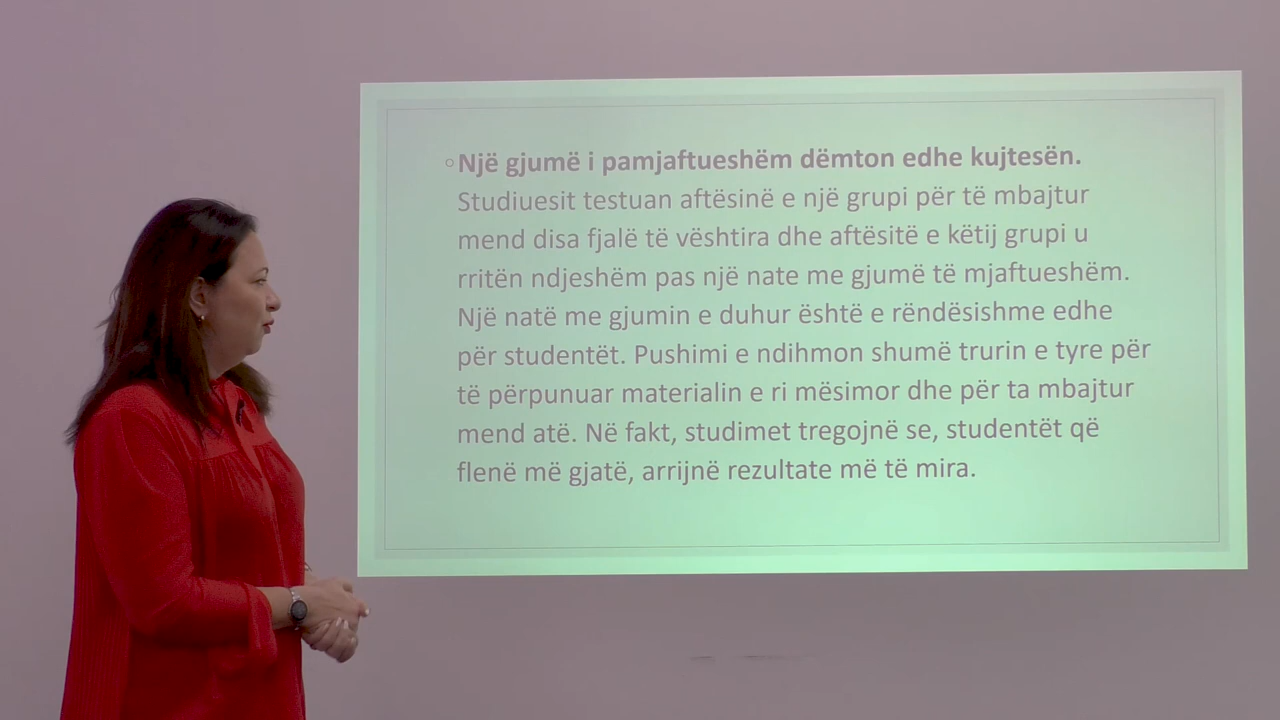 Një gjumë i pamjaftueshëm dëmton edhe kujtesën.
Studiuesit testuan aftësinë e një grupi për të mbajtur
mend disa fjalë të vështira dhe aftësitë e këtij grupi u
rritën ndjeshëm pas një nate me gjumë të mjaftueshëm.
Një natë me gjumin e duhur është e rëndësishme edhe
për studentët. Pushimi e ndihmon shumë trurin e tyre për
të përpunuar materialin e ri mësimor dhe për ta mbajtur
mend atë. Në fakt, studimet tregojnë se, studentët që
flenë më gjatë, arrijnë rezultate më të mira.